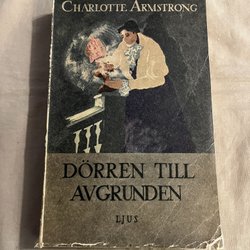 CHARLOTTE ARMSTRONG
DÖRREN TILL
AVGRUNDEN
LJUS